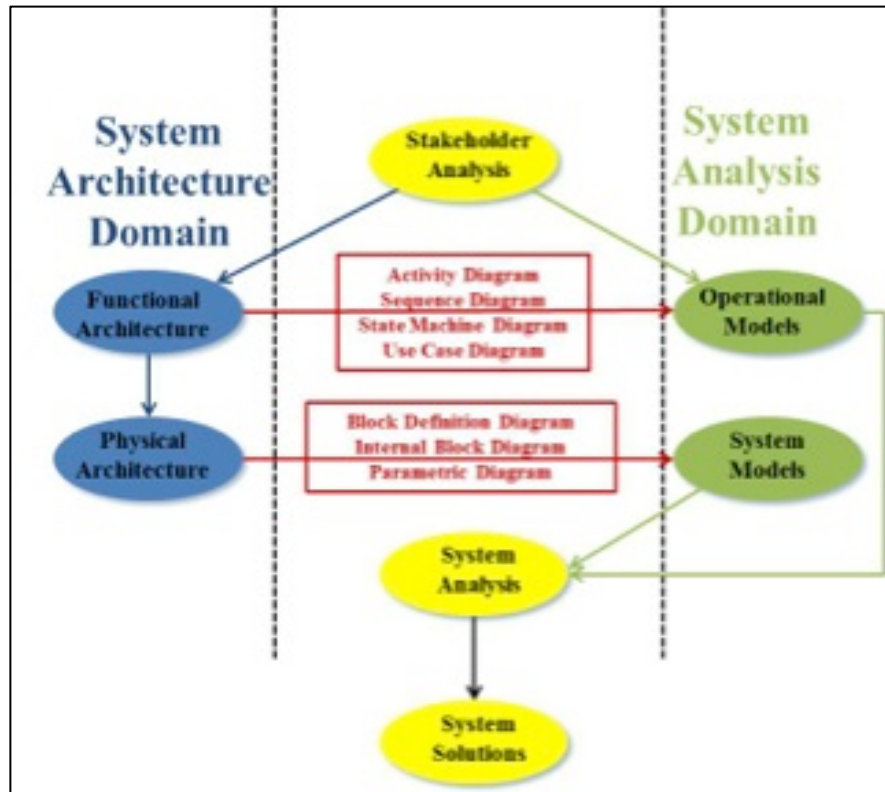 System
Architecture
Domain
Stakeholder
Analysis
System
Analysis
Domain
Functional
Architecture
Activity Diagram
Sequence Diagram
State Machine Diagram
Use Case Diagram
Operational
Models
Physical
Architecture
Block Definition Diagram
Internal Block Diagram
Parametric Diagram
System
Models
System
Analysis
System
Solutions